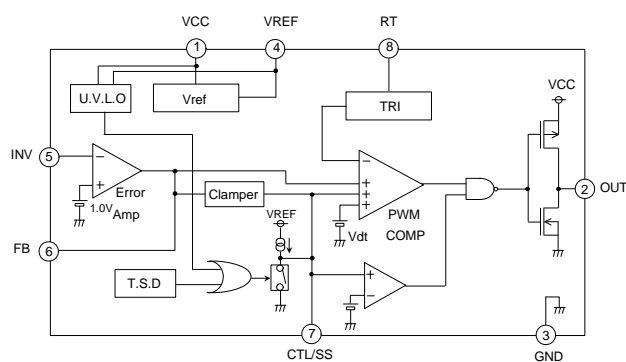 VCC
VREF
RT
1
4
8
U.V.L.O
Vref
TRI
VCC
INV
5
Error
Amp
1.0V
Clamper
VREF
PWM
COMP
Vdt
2
OUT
FB
6
T.S.D
7
CTL/SS
3
GND